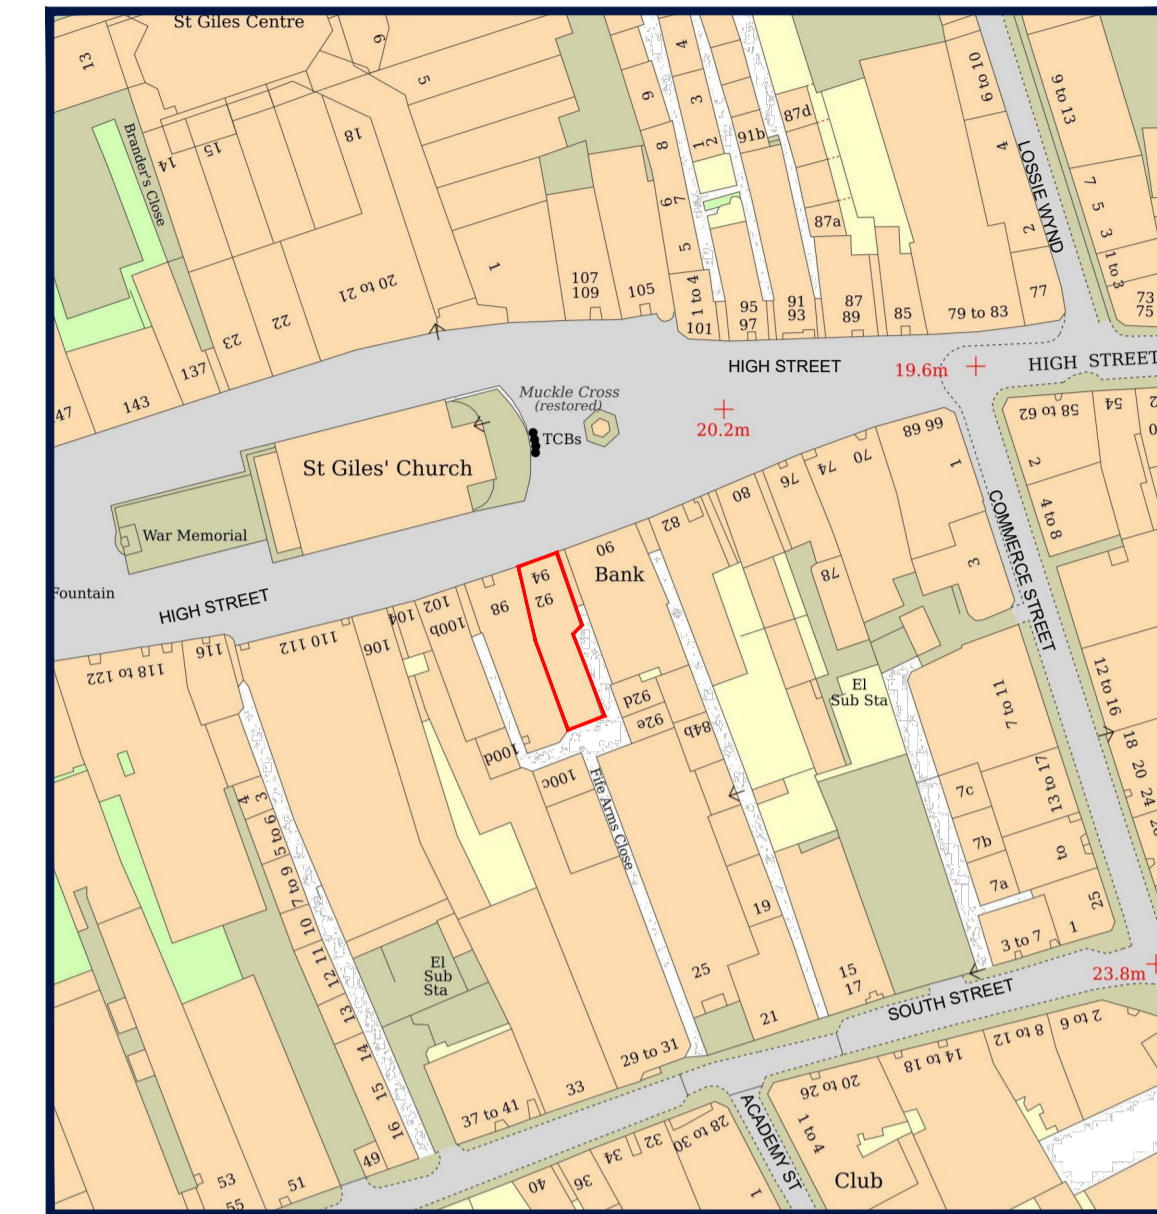 St Giles Centre
13
6
5
4
6 to 10
9 to 13
Brander's Close
14
15
18
9
3
87d
8
1
2
91b
4
LOSSIE WYND
7
6
7
5
3
87a
2
1 to 3
5
1
20 to 21
22
23
107
109
105
1 to 4
101
95
97
91
93
87
89
85
79 to 83
77
73
75
HIGH STREET
19.6m
HIGH STREET
137
143
47
Muckle Cross
(restored)
20.2m
TCBs
St Giles' Church
War Memorial
Fountain
HIGH STREET
66 68
70
74
76
80
82
90
Bank
94
92
98
102
104
100b
106
110 112
116
118 to 122
58 to 62
54
2
1
2
4 to 8
3
COMMERCE STREET
78
El
Sub Sta
7 to 11
12 to 16
92d
92e
84b
100d
100c
Fife Arms Close
18
20
24
13 to 17
7c
7b
7a
to
25
1
3 to 7
4
3
5 to 6
7 to 9
10
11
12
13
14
15
16
El
Sub
Sta
19
25
15
17
21
23.8m
SOUTH STREET
29 to 31
33
37 to 41
49
51
53
55
2 to 6
8 to 12
14 to 18
20 to 26
1 to 4
ACADEMY ST
28 to 30
32
34
36
40
1
Club